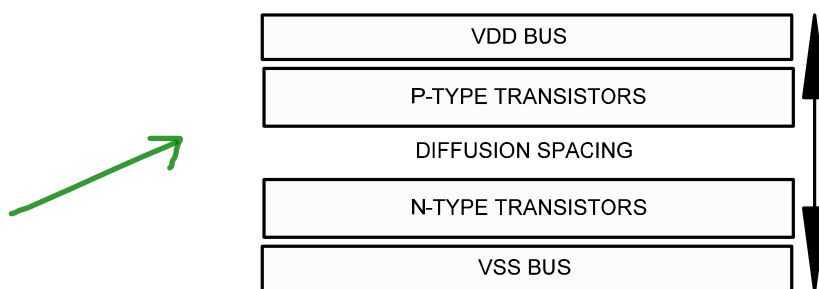 VDD BUS
P-TYPE TRANSISTORS
DIFFUSION SPACING
N-TYPE TRANSISTORS
VSS BUS